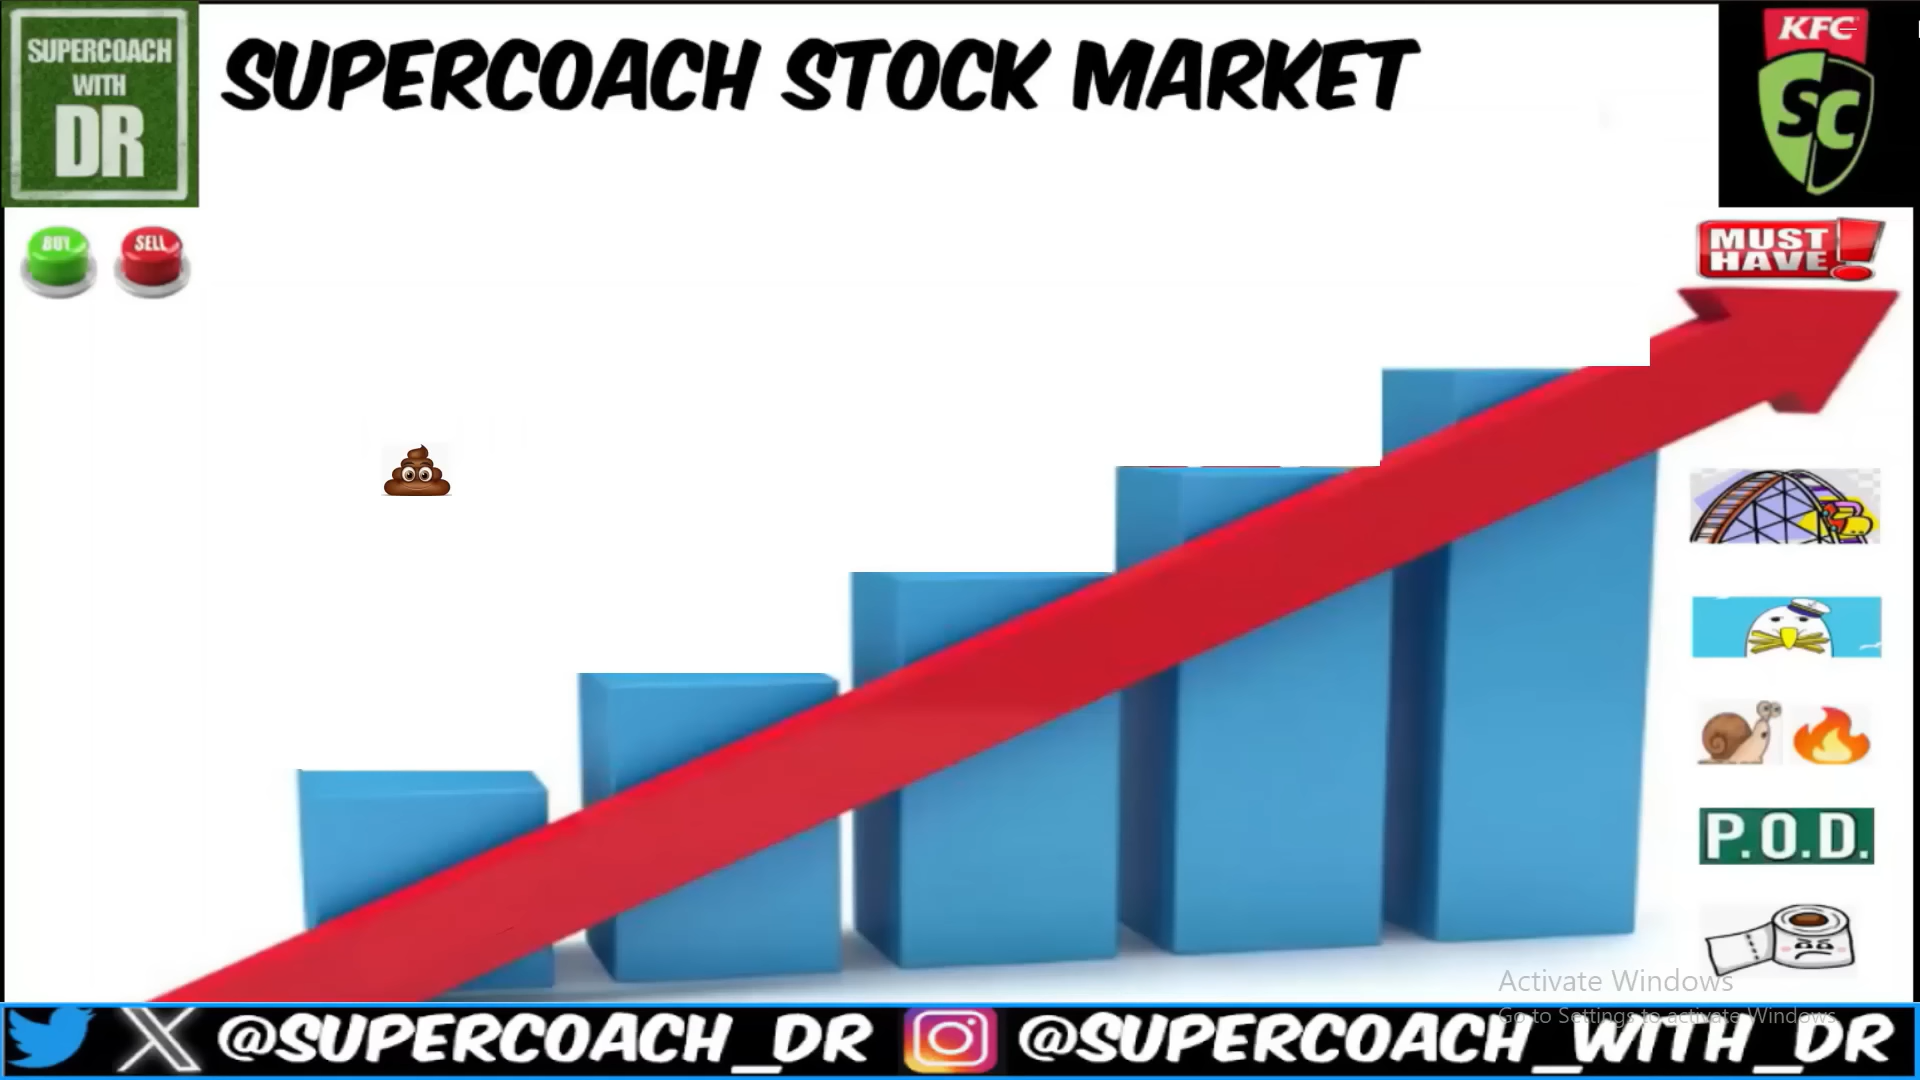 SUPERCOACH
WITH
DR
SUPERCOACH STOCK MARKET
KFC
SC
BUY
SELL
MUST
HAVE!
P.O.D.
Activate Windows
Go to Settings to activate Windows.
@SUPERCOACH_DR
@SUPERCOACH_WITH_DR